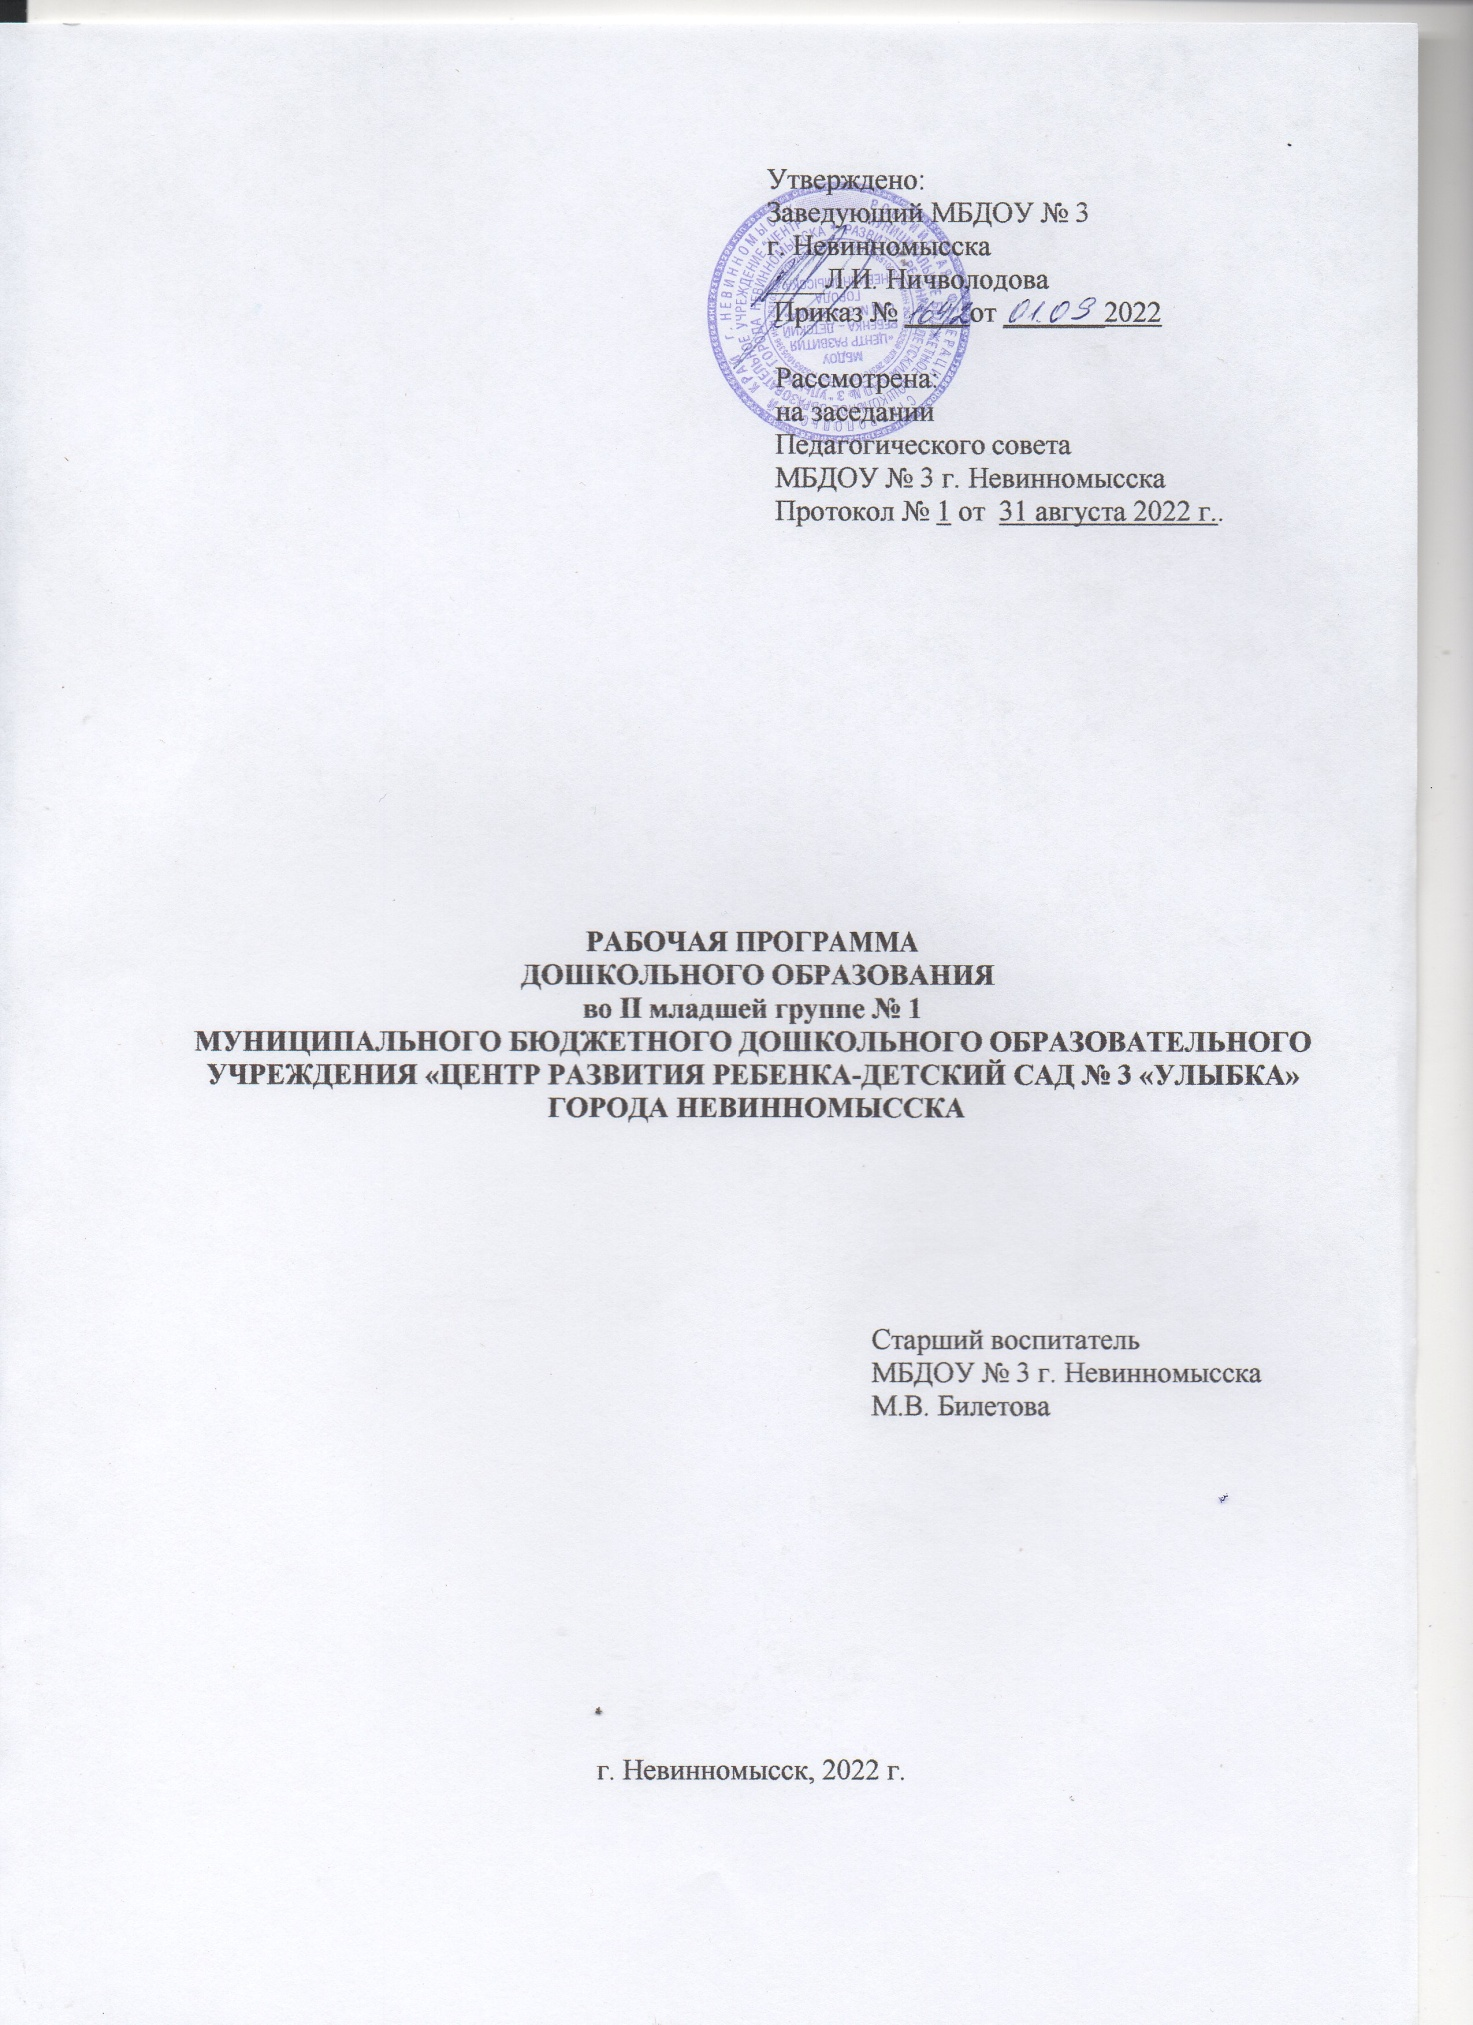 Утверждено:
Заведующий МБДОУ № 3
г. Невинномысска
____Л.И. Ничволодова
Приказ № от 01.09 2022
Рассмотрена:
на заседании
Педагогического совета
МБДОУ № 3 г. Невинномысска
Протокол № 1 от 31 августа 2022 г..
РАБОЧАЯ ПРОГРАММА
ДОШКОЛЬНОГО ОБРАЗОВАНИЯ
во II младшей группе № 1
МУНИЦИПАЛЬНОГО БЮДЖЕТНОГО ДОШКОЛЬНОГО ОБРАЗОВАТЕЛЬНОГО
УЧРЕЖДЕНИЯ «ЦЕНТР РАЗВИТИЯ РЕБЕНКА-ДЕТСКИЙ САД № 3 «УЛЫБКА»
ГОРОДА НЕВИННОМЫССКА
Старший воспитатель
МБДОУ № 3 г. Невинномысска
М.В. Билетова
г. Невинномысск, 2022 г.